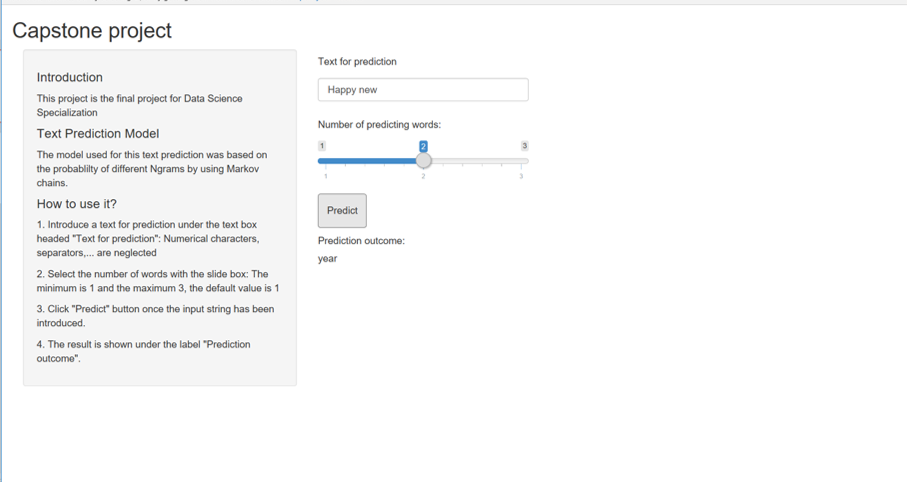 Capstone project
Introduction
This project is the final project for Data Science
Specialization
Text Prediction Model
The model used for this text prediction was based on
the probablilty of different Ngrams by using Markov
chains.
How to use it?
1. Introduce a text for prediction under the text box
headed "Text for prediction": Numerical characters,
separators,... are neglected
2. Select the number of words with the slide box: The
minimum is 1 and the maximum 3, the default value is 1
3. Click "Predict" button once the input string has been
introduced.
4. The result is shown under the label "Prediction
outcome".
Text for prediction
Happy new
Number of predicting words:
1 2 3
1 2 3
Predict
Prediction outcome:
year